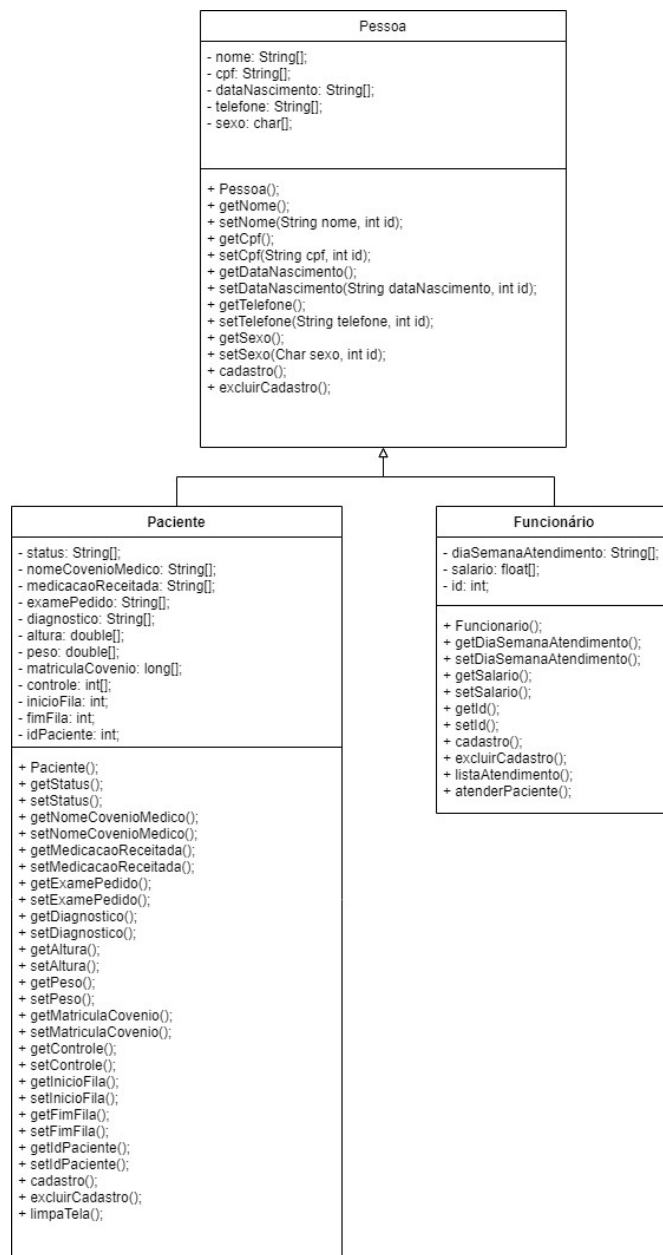 Pessoa
- nome: String[];
- cpf: String[];
- dataNascimento: String[];
- telefone: String[];
- sexo: char[];
+ Pessoa();
+ getNome();
+ setNome(String nome, int id);
+ getCpf();
+ setCpf(String cpf, int id);
+ getDataNascimento();
+ setDataNascimento(String dataNascimento, int id);
+ getTelefone();
+ setTelefone(String telefone, int id);
+ getSexo();
+ setSexo(Char sexo, int id);
+ cadastro();
+ excluirCadastro();
Paciente
- status: String[];
- nomeCovenioMedico: String[];
- medicacaoReceitada: String[];
- examePedido: String[];
- diagnostico: String[];
- altura: double[];
- peso: double[];
- matriculaCovenio: long[];
- controle: int[];
- inicioFila: int;
- fimFila: int;
- idPaciente: int;
+ Paciente();
+ getStatus();
+ setStatus();
+ getNomeCovenioMedico();
+ setNomeCovenioMedico();
+ getMedicacaoReceitada();
+ setMedicacaoReceitada();
+ getExamePedido();
+ setExamePedido();
+ getDiagnostico();
+ setDiagnostico();
+ getAltura();
+ setAltura();
+ getPeso();
+ setPeso();
+ getMatriculaCovenio();
+ setMatriculaCovenio();
+ getControle();
+ setControle();
+ getInicioFila();
+ setInicioFila();
+ getFimFila();
+ setFimFila();
+ getIdPaciente();
+ setIdPaciente();
+ cadastro();
+ excluirCadastro();
+ limpaTela();
Funcionário
- diaSemanaAtendimento: String[];
- salario: float[];
- id: int;
+ Funcionario();
+ getDiaSemanaAtendimento();
+ setDiaSemanaAtendimento();
+ getSalario();
+ setSalario();
+ getId();
+ setId();
+ cadastro();
+ excluirCadastro();
+ listaAtendimento();
+ atenderPaciente();